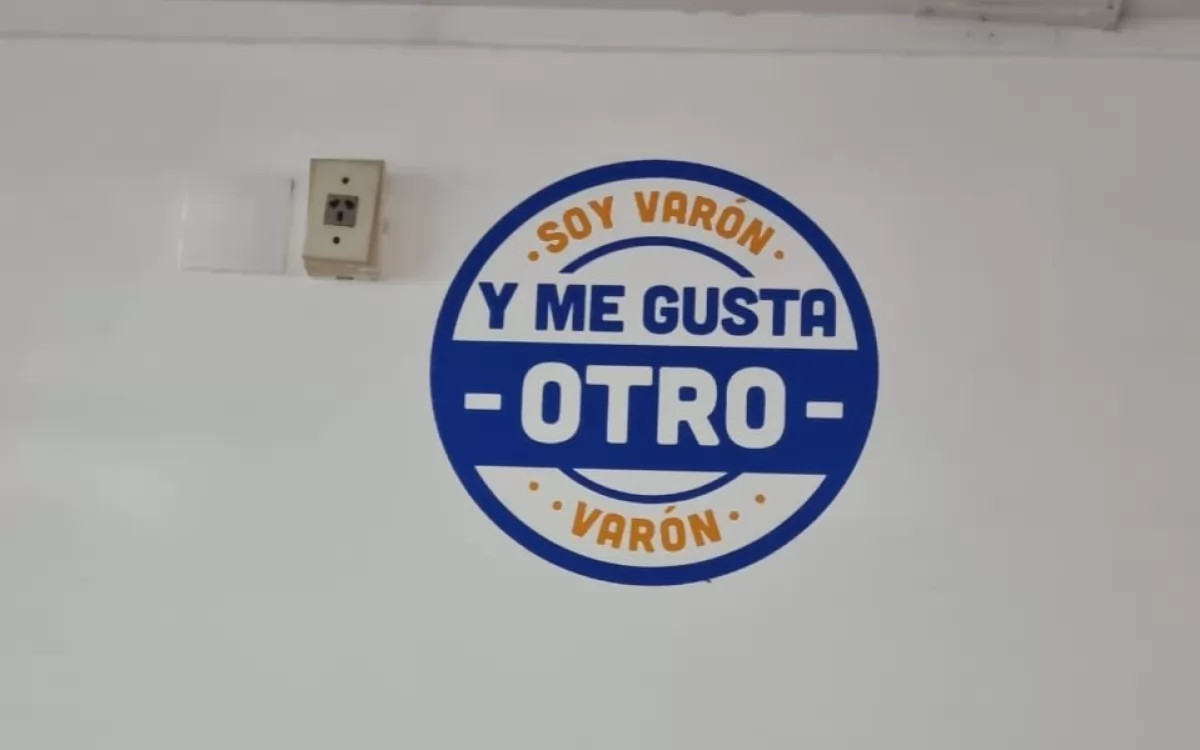 SOY VARÓN
Y ME GUSTA
- OTRO -
VARÓN